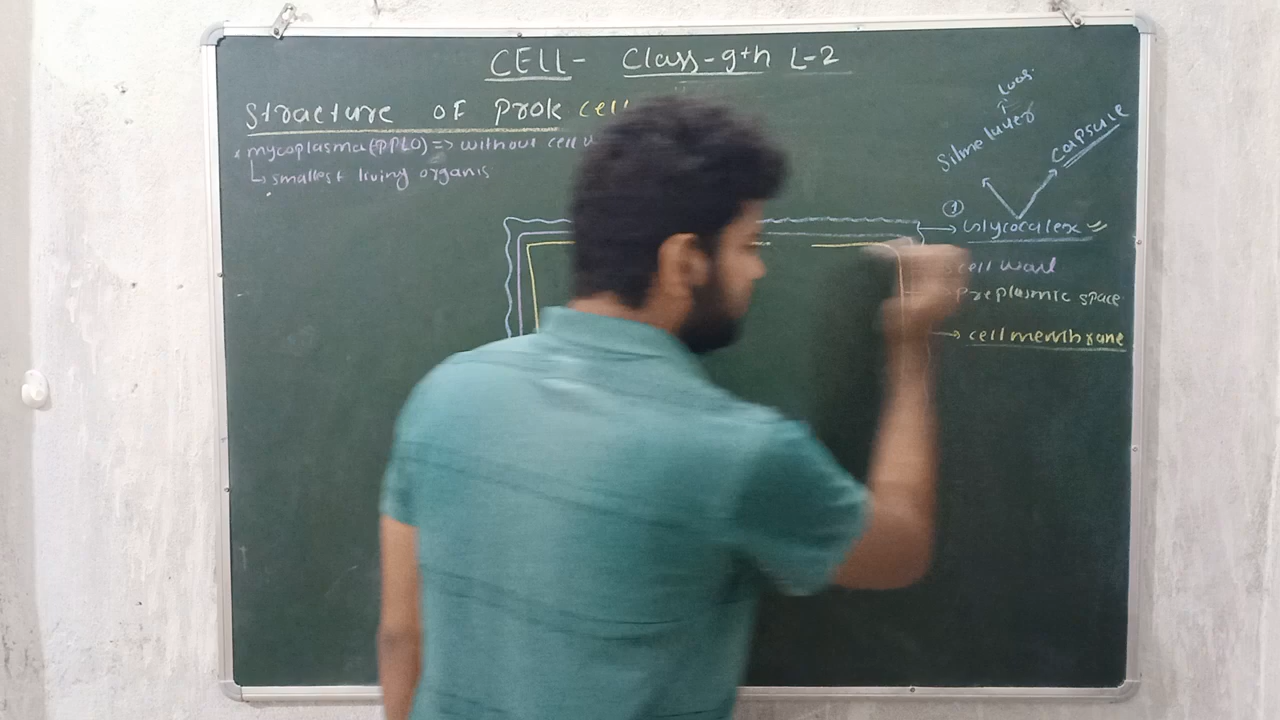 CELL- Class-9th L-2
Structure OF Prok cell
* mycoplasma(PPLO) => without cell w
smallest living organis
Slime layer
Capsule
① Glycocalex
cell wall
preplasmic space
cell membrane